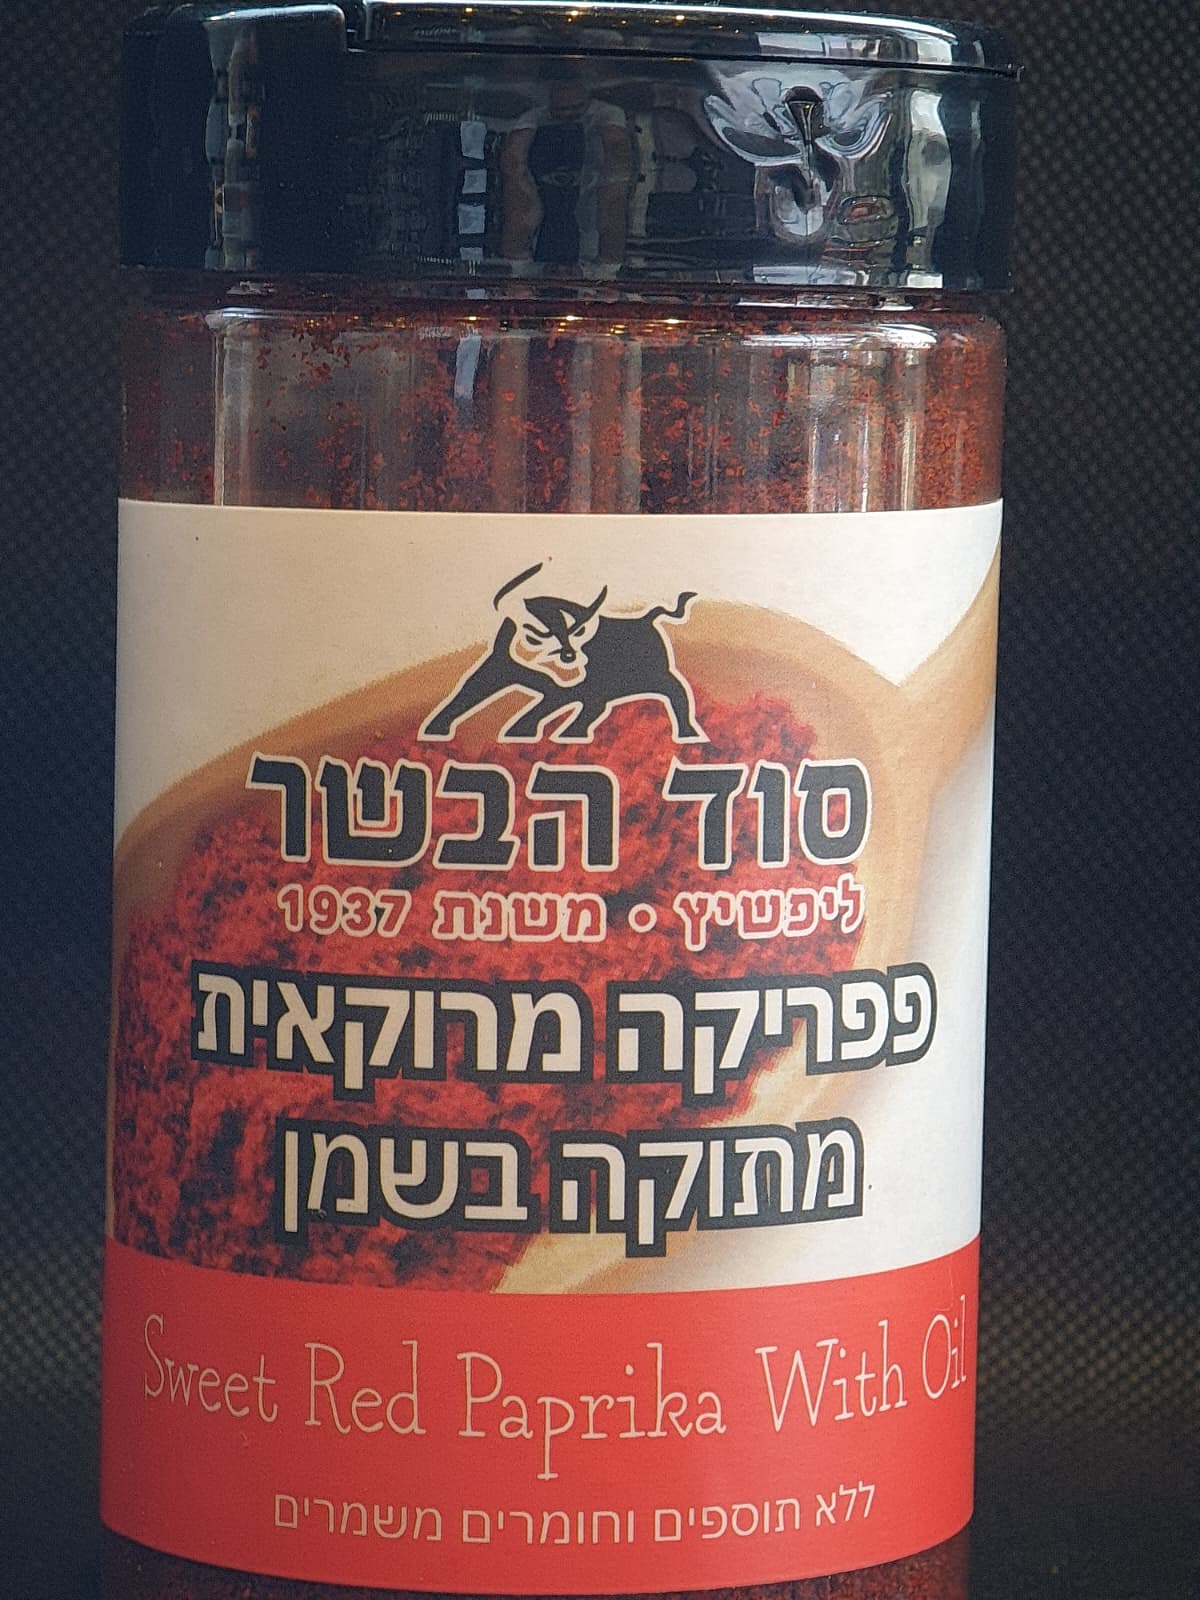 סוד הבשר
ליפשיץ • משנת 1937
פפריקה מרוקאית
מתוקה בשמן
Sweet Red Paprika With Oil
ללא תוספים וחומרים משמרים